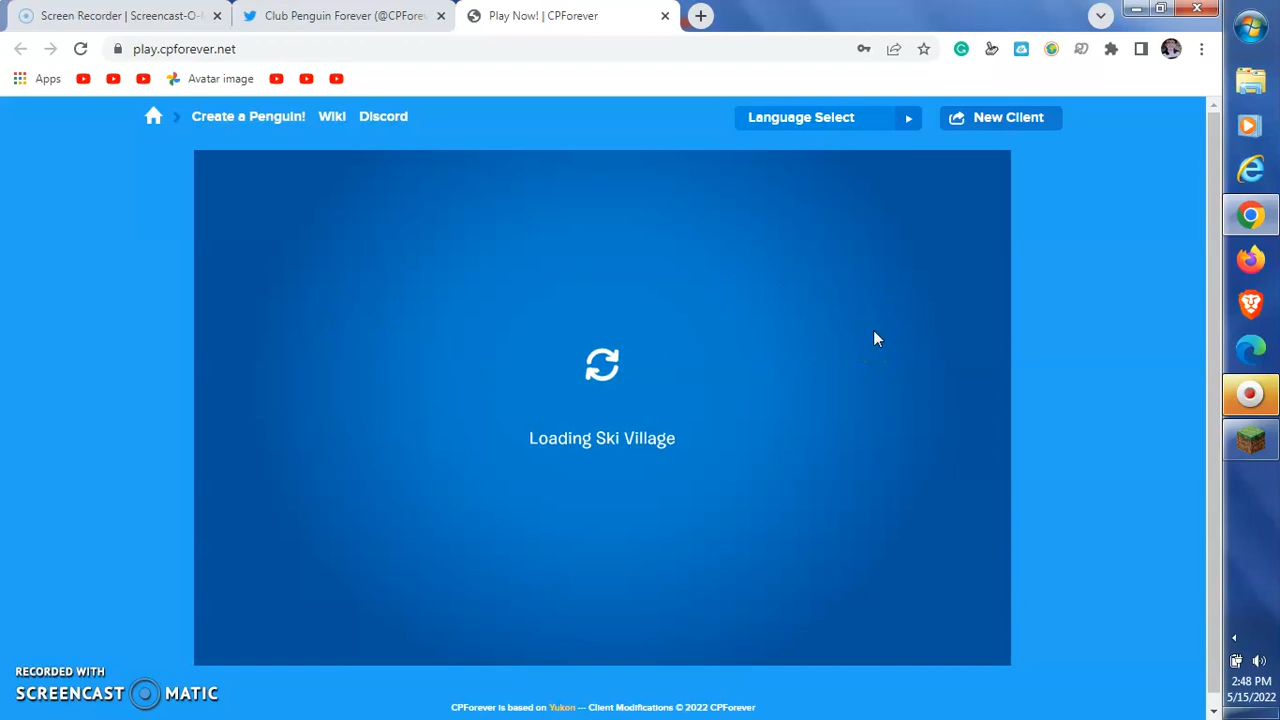 Screen Recorder | Screencast-O-M
Club Penguin Forever (@CPForev
Play Now! | CPForever
play.cpforever.net
Apps
Avatar image
Create a Penguin! Wiki Discord
Language Select
New Client
Loading Ski Village
RECORDED WITH
SCREENCAST MATIC
CPForever is based on Yukon — Client Modifications © 2022 CPForever
2:48 PM
5/15/2022